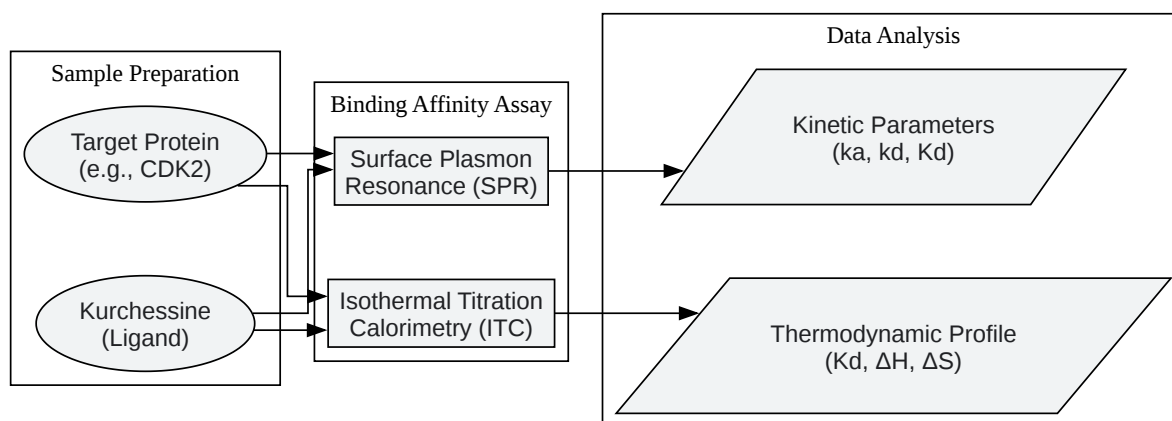 Sample Preparation
Target Protein
(e.g., CDK2)
Kurchessine
(Ligand)
Binding Affinity Assay
Surface Plasmon
Resonance (SPR)
Isothermal Titration
Calorimetry (ITC)
Data Analysis
Kinetic Parameters
(ka, kd, Kd)
Thermodynamic Profile
(Kd, ΔH, ΔS)